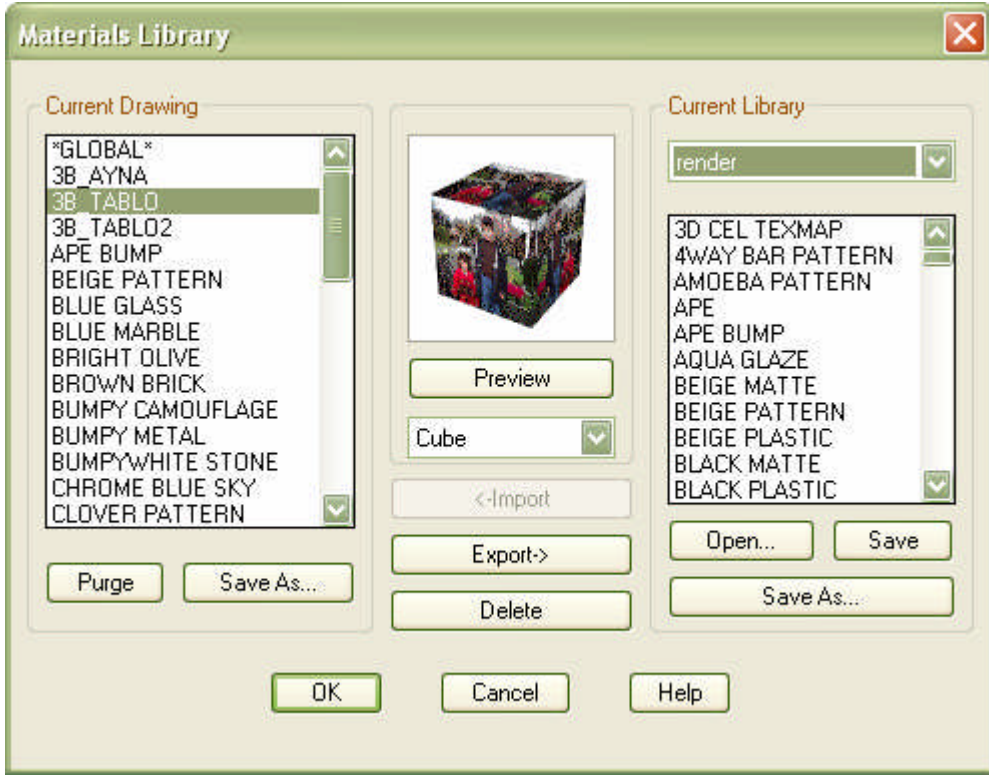 Materials Library
Current Drawing
*GLOBAL*
3B_AYNA
3B_TABLO
3B_TABLO2
APE BUMP
BEIGE PATTERN
BLUE GLASS
BLUE MARBLE
BRIGHT OLIVE
BROWN BRICK
BUMPY CAMOUFLAGE
BUMPY METAL
BUMPYWHITE STONE
CHROME BLUE SKY
CLOVER PATTERN
Purge
Save As...
Preview
Cube
<-Import
Export->
Delete
Current Library
render
3D CEL TEXMAP
4WAY BAR PATTERN
AMOEBA PATTERN
APE
APE BUMP
AQUA GLAZE
BEIGE MATTE
BEIGE PATTERN
BEIGE PLASTIC
BLACK MATTE
BLACK PLASTIC
Open...
Save
Save As...
OK
Cancel
Help